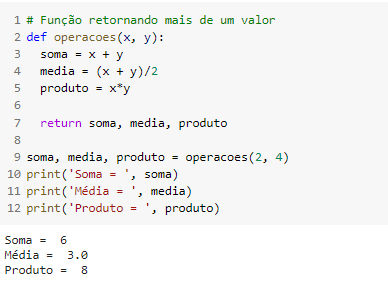 1 # Função retornando mais de um valor
2 def operacoes(x, y):
3   soma = x + y
4   media = (x + y)/2
5   produto = x*y
6
7   return soma, media, produto
8
9 soma, media, produto = operacoes(2, 4)
10 print('Soma = ', soma)
11 print('Média = ', media)
12 print('Produto = ', produto)
Soma =  6
Média =  3.0
Produto =  8